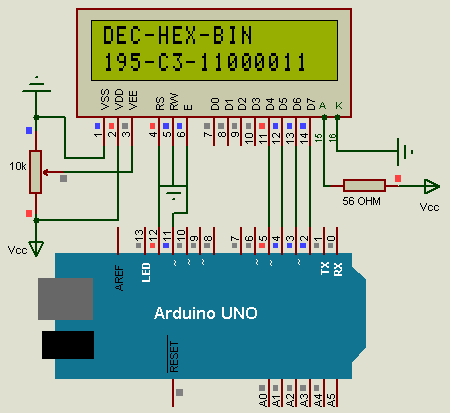 DEC-HEX-BIN
195-C3-11000011
VSS VDD VEE RS RW E D0 D1 D2 D3 D4 D5 D6 D7 A K
1 2 3 4 5 6 7 8 9 10 11 12 13 14 15 16
10k
56 OHM
Vcc
Vcc
13 12 11 10 9 8 7 6 5 4 3 2 1 0
AREF LED ~ ~ ~ ~ ~ ~ TX RX
Arduino UNO
RESET
A0 A1 A2 A3 A4 A5